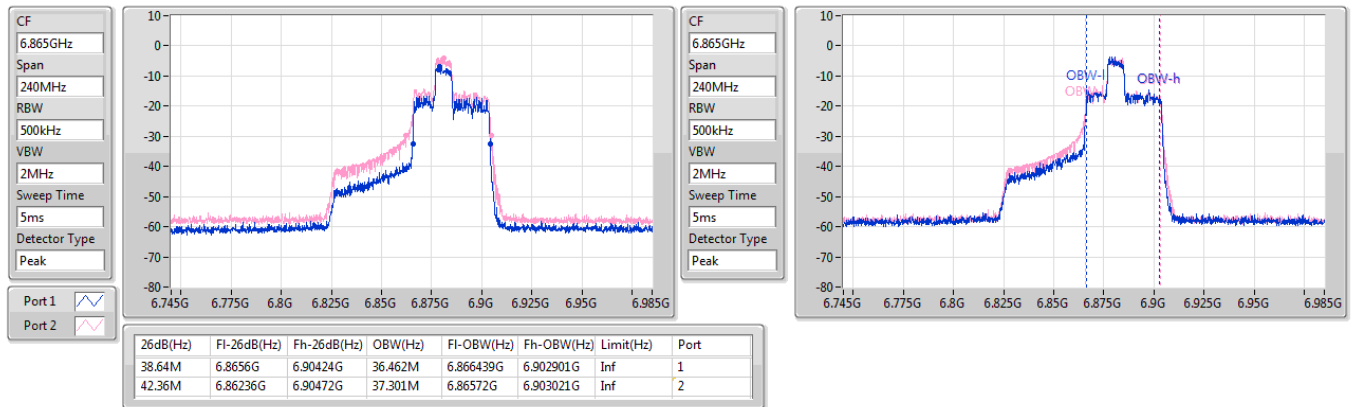 CF
6.865GHz
Span
240MHz
RBW
500kHz
VBW
2MHz
Sweep Time
5ms
Detector Type
Peak
Port 1
Port 2
10
0
-10
-20
-30
-40
-50
-60
-70
-80
6.745G 6.775G 6.8G 6.825G 6.85G 6.875G 6.9G 6.925G 6.95G 6.985G
CF
6.865GHz
Span
240MHz
RBW
500kHz
VBW
2MHz
Sweep Time
5ms
Detector Type
Peak
10
0
-10
-20
-30
-40
-50
-60
-70
-80
OBW-l OBW-h
6.745G 6.775G 6.8G 6.825G 6.85G 6.875G 6.9G 6.925G 6.95G 6.985G
26dB(Hz) Fl-26dB(Hz) Fh-26dB(Hz) OBW(Hz) Fl-OBW(Hz) Fh-OBW(Hz) Limit(Hz) Port
38.64M 6.8656G 6.90424G 36.462M 6.866439G 6.902901G Inf 1
42.36M 6.86236G 6.90472G 37.301M 6.86572G 6.903021G Inf 2